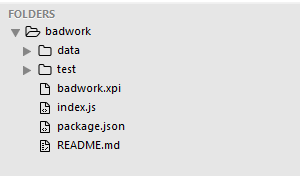 FOLDERS
badwork
data
test
badwork.xpi
index.js
package.json
README.md